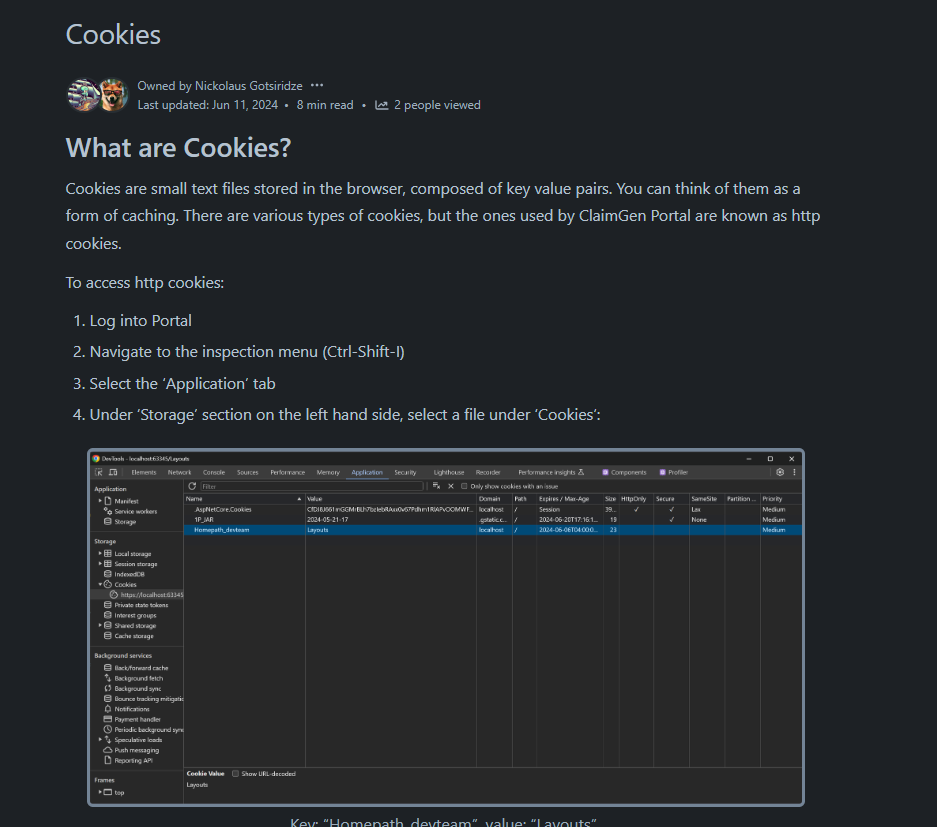 Cookies
Owned by Nickolaus Gotsiridze •••
Last updated: Jun 11, 2024 • 8 min read • 2 people viewed
What are Cookies?
Cookies are small text files stored in the browser, composed of key value pairs. You can think of them as a
form of caching. There are various types of cookies, but the ones used by ClaimGen Portal are known as http
cookies.
To access http cookies:
1. Log into Portal
2. Navigate to the inspection menu (Ctrl-Shift-I)
3. Select the ‘Application’ tab
4. Under ‘Storage’ section on the left hand side, select a file under ‘Cookies’:
DevTools - localhost:63345/Layouts
Elements Network Console Sources Performance Memory Application Security Lighthouse Recorder Performance insights Components Profiler
Application
Manifest
Service workers
Storage
Storage
Local storage
Session storage
IndexedDB
Cookies
https://localhost:63345
Private state tokens
Interest groups
Shared storage
Cache storage
Background services
Back/forward cache
Background fetch
Background sync
Bounce tracking mitigatio
Notifications
Payment handler
Periodic background sync
Speculative loads
Push messaging
Reporting API
Frames
top
Filter Only show cookies with an issue
Name Value Domain Path Expires / Max-Age Size HttpOnly Secure SameSite Partition ... Priority
.AspNetCore.Cookies localhost / Session 39... ✓ ✓ Lax Medium
1P_JAR 2024-05-21-17 .gstatic.c... / 2024-06-20T17:16:1... 19 ✓ None Medium
Homepath_devteam Layouts localhost / 2024-06-06T04:00:0... 23 Medium
Cookie Value Show URL-decoded
Layouts
Key: “Homepath_devteam”, value: “Layouts”